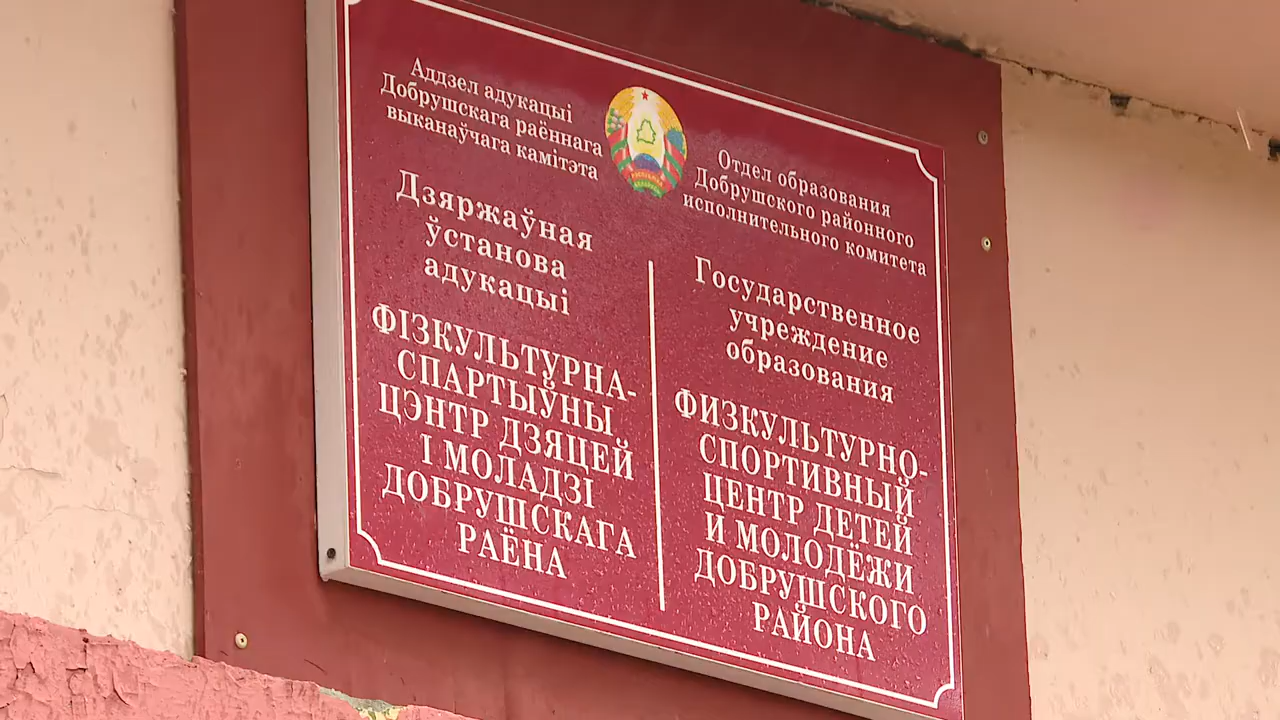 Аддзел адукацыі
Добрушскага раённага
выканаўчага камітэта
Дзяржаўная
ўстанова
адукацыі
ФІЗКУЛЬТУРНА-
СПАРТЫЎНЫ
ЦЭНТР ДЗЯЦЕЙ
І МОЛАДЗІ
ДОБРУШСКАГА
РАЁНА
Отдел образования
Добрушского районного
исполнительного комитета
Государственное
учреждение
образования
ФИЗКУЛЬТУРНО-
СПОРТИВНЫЙ
ЦЕНТР ДЕТЕЙ
И МОЛОДЁЖИ
ДОБРУШСКОГО
РАЙОНА